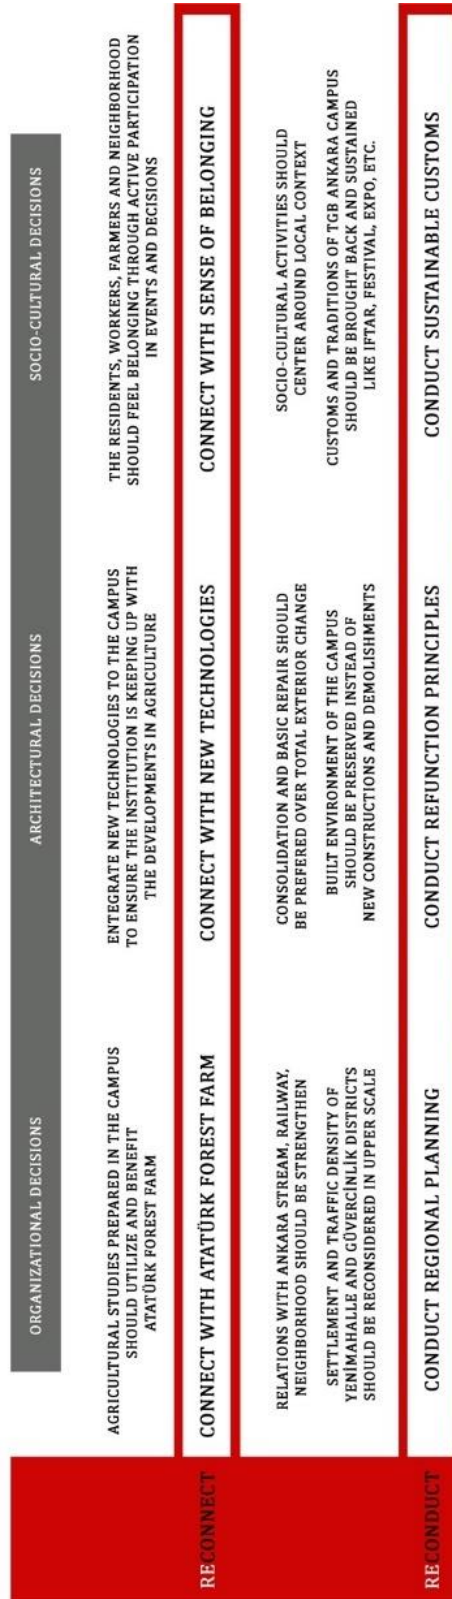 ORGANIZATIONAL DECISIONS
ARCHITECTURAL DECISIONS
SOCIO-CULTURAL DECISIONS
AGRICULTURAL STUDIES PREPARED IN THE CAMPUS
SHOULD UTILIZE AND BENEFIT
ATATÜRK FOREST FARM
ENTEGRATE NEW TECHNOLOGIES TO THE CAMPUS
TO ENSURE THE INSTITUTION IS KEEPING UP WITH
THE DEVELOPMENTS IN AGRICULTURE
THE RESIDENTS, WORKERS, FARMERS AND NEIGHBORHOOD
SHOULD FEEL BELONGING THROUGH ACTIVE PARTICIPATION
IN EVENTS AND DECISIONS
RECONNECT
CONNECT WITH ATATÜRK FOREST FARM
CONNECT WITH NEW TECHNOLOGIES
CONNECT WITH SENSE OF BELONGING
RELATIONS WITH ANKARA STREAM, RAILWAY,
NEIGHBORHOOD SHOULD BE STRENGTHEN
SETTLEMENT AND TRAFFIC DENSITY OF
YENİMAHALLE AND GÜVERCİNLİK DISTRICTS
SHOULD BE RECONSIDERED IN UPPER SCALE
CONSOLIDATION AND BASIC REPAIR SHOULD
BE PREFERED OVER TOTAL EXTERIOR CHANGE
BUILT ENVIRONMENT OF THE CAMPUS
SHOULD BE PRESERVED INSTEAD OF
NEW CONSTRUCTIONS AND DEMOLISHMENTS
SOCIO-CULTURAL ACTIVITIES SHOULD
CENTER AROUND LOCAL CONTEXT
CUSTOMS AND TRADITIONS OF TGB ANKARA CAMPUS
SHOULD BE BROUGHT BACK AND SUSTAINED
LIKE IFTAR, FESTIVAL, EXPO, ETC.
RECONDUCT
CONDUCT REGIONAL PLANNING
CONDUCT REFUNCTION PRINCIPLES
CONDUCT SUSTAINABLE CUSTOMS